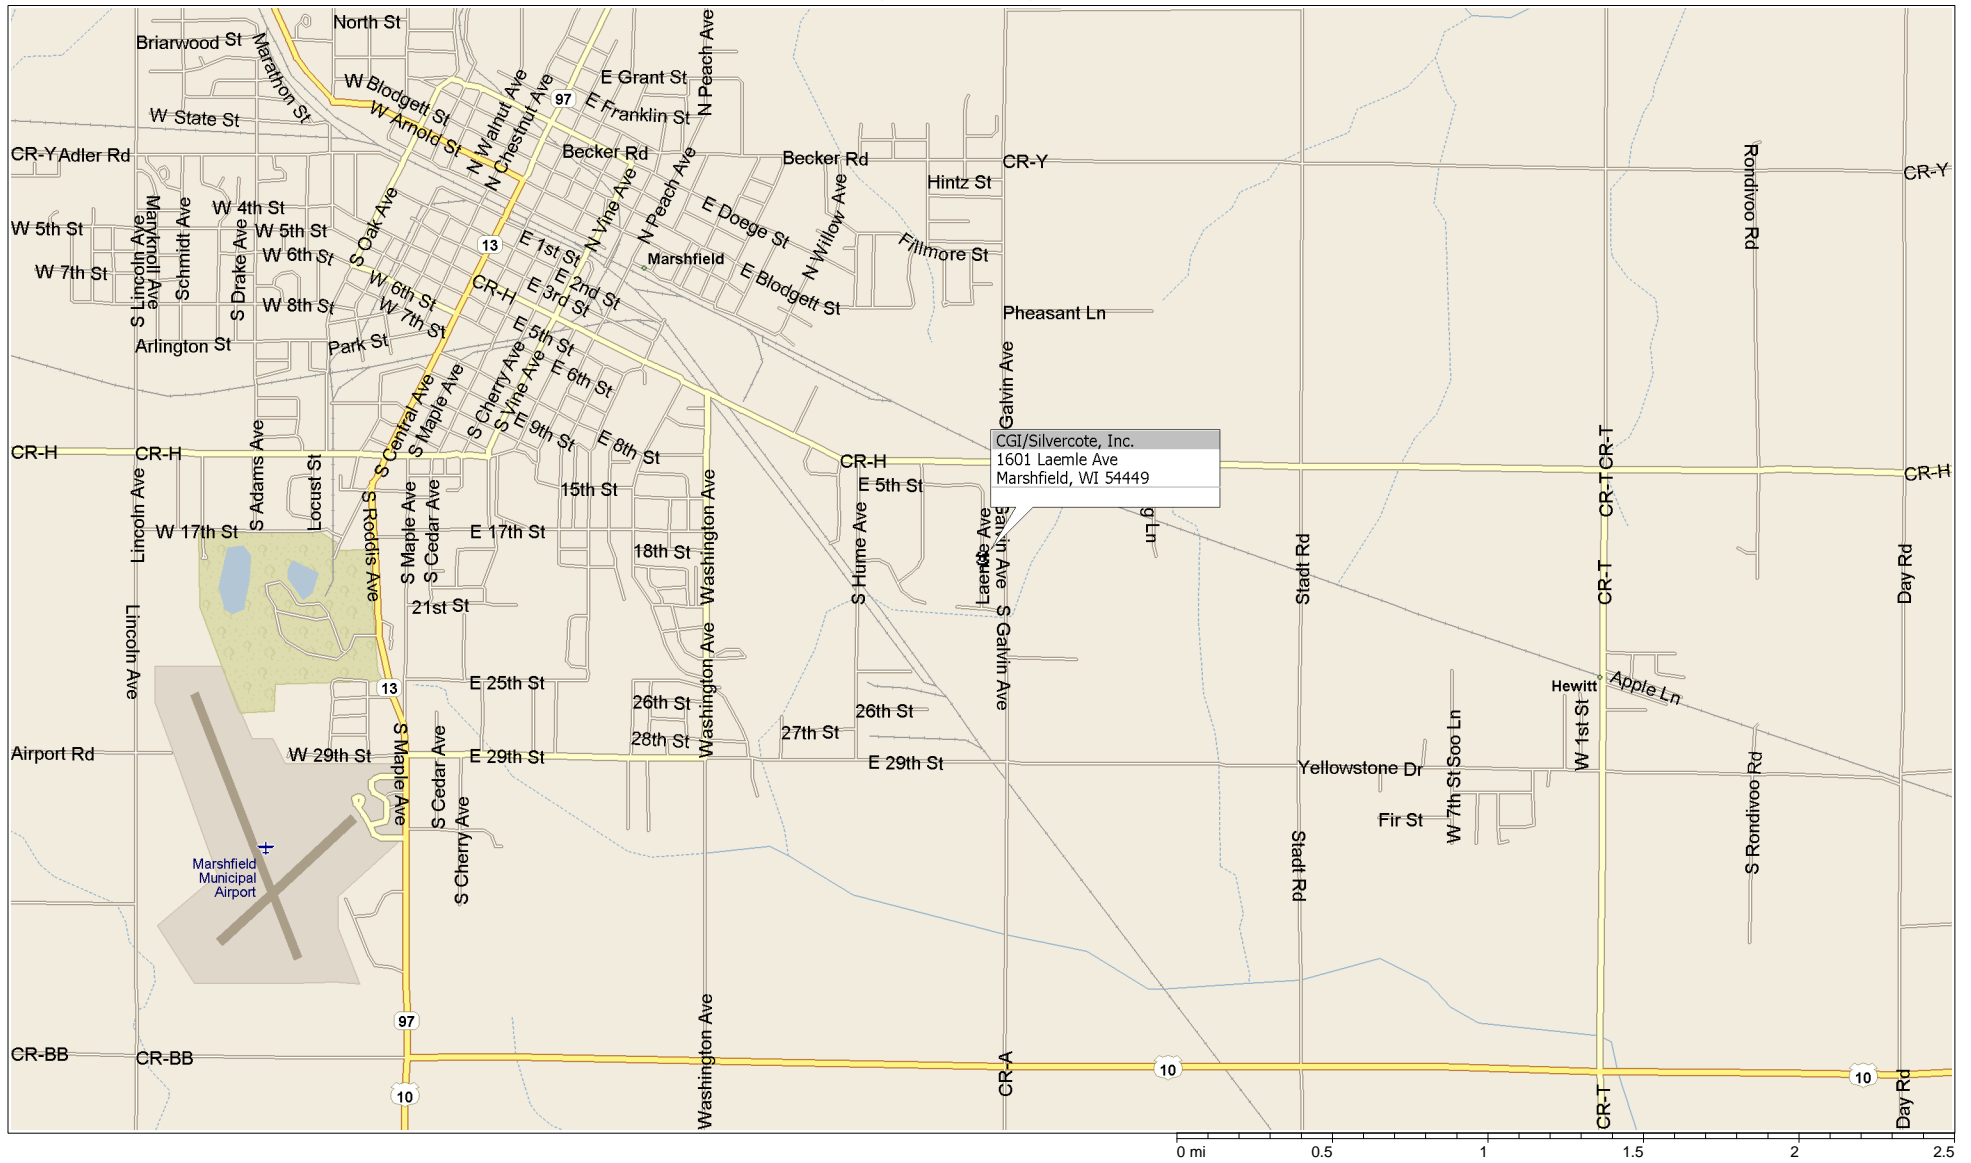 North St
Briarwood St
Marathon St
W Blodgett St
W Arnold St
W State St
CR-Y
Adler Rd
N Walnut Ave
N Chestnut Ave
97
E Grant St
E Franklin St
N Peach Ave
Becker Rd
Becker Rd
CR-Y
CR-Y
Hintz St
Rondivoo Rd
W 4th St
W 5th St
W 5th St
W 6th St
W 7th St
W 8th St
S Lincoln Ave
Maryknoll Ave
Schmidt Ave
S Drake Ave
S Oak Ave
N Vine Ave
N Peach Ave
E Doege St
N Willow Ave
Fillmore St
13
E 1st St
Marshfield
E 2nd St
E 3rd St
E Blodgett St
CR-H
W 6th St
W 7th St
Arlington St
Park St
E 5th St
E 6th St
Pheasant Ln
Galvin Ave
S Central Ave
S Maple Ave
S Cherry Ave
S Vine Ave
E 9th St
E 8th St
CR-H
CR-H
CR-H
CR-H
CR-T
CR-T
CGI/Silvercote, Inc.
1601 Laemle Ave
Marshfield, WI 54449
Lincoln Ave
S Adams Ave
Locust St
15th St
E 5th St
W 17th St
E 17th St
18th St
S Roddis Ave
S Maple Ave
S Cedar Ave
Washington Ave
S Hume Ave
Laemle Ave
Galvin Ave
g Ln
Stadt Rd
CR-T
Day Rd
21st St
Lincoln Ave
Washington Ave
S Galvin Ave
13
E 25th St
26th St
26th St
27th St
28th St
Hewitt
Apple Ln
W 1st St
Soo Ln
Airport Rd
W 29th St
S Maple Ave
E 29th St
E 29th St
Yellowstone Dr
S Cedar Ave
S Cherry Ave
Fir St
W 7th St
S Rondivoo Rd
Stadt Rd
Marshfield
Municipal
Airport
97
CR-BB
CR-BB
10
Washington Ave
CR-A
10
10
CR-T
Day Rd
0 mi 0.5 1 1.5 2 2.5